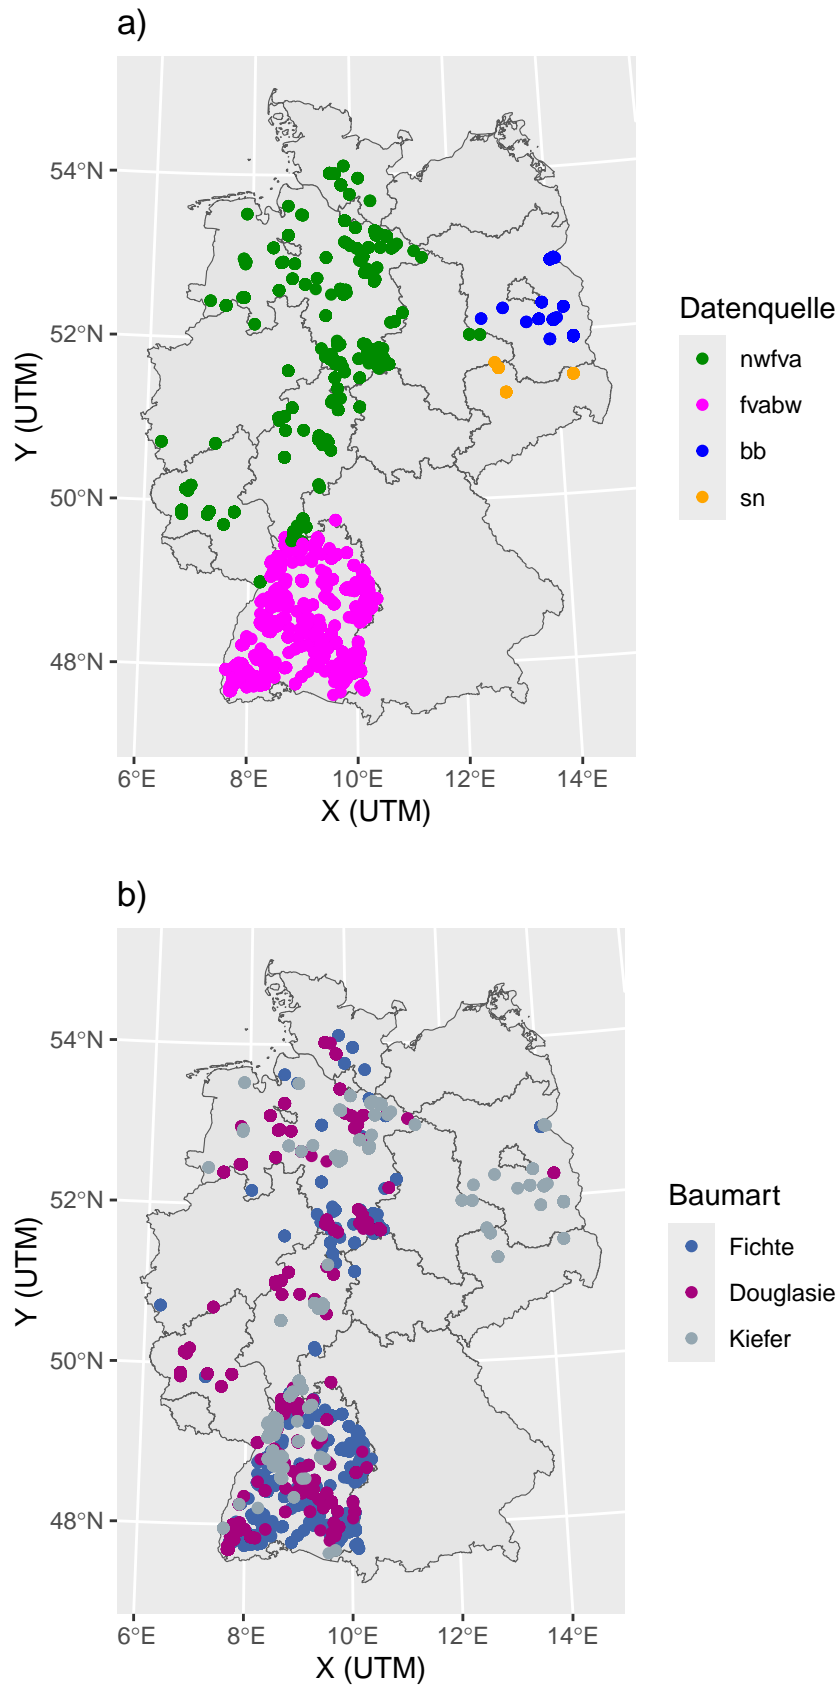 a)
54°N
52°N
50°N
48°N
Y (UTM)
6°E 8°E 10°E 12°E 14°E
X (UTM)
Datenquelle
nwfva
fvabw
bb
sn
b)
54°N
52°N
50°N
48°N
Y (UTM)
6°E 8°E 10°E 12°E 14°E
X (UTM)
Baumart
Fichte
Douglasie
Kiefer